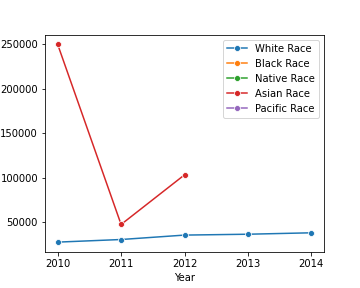 250000
200000
150000
100000
50000
2010 2011 2012 2013 2014
Year
White Race
Black Race
Native Race
Asian Race
Pacific Race